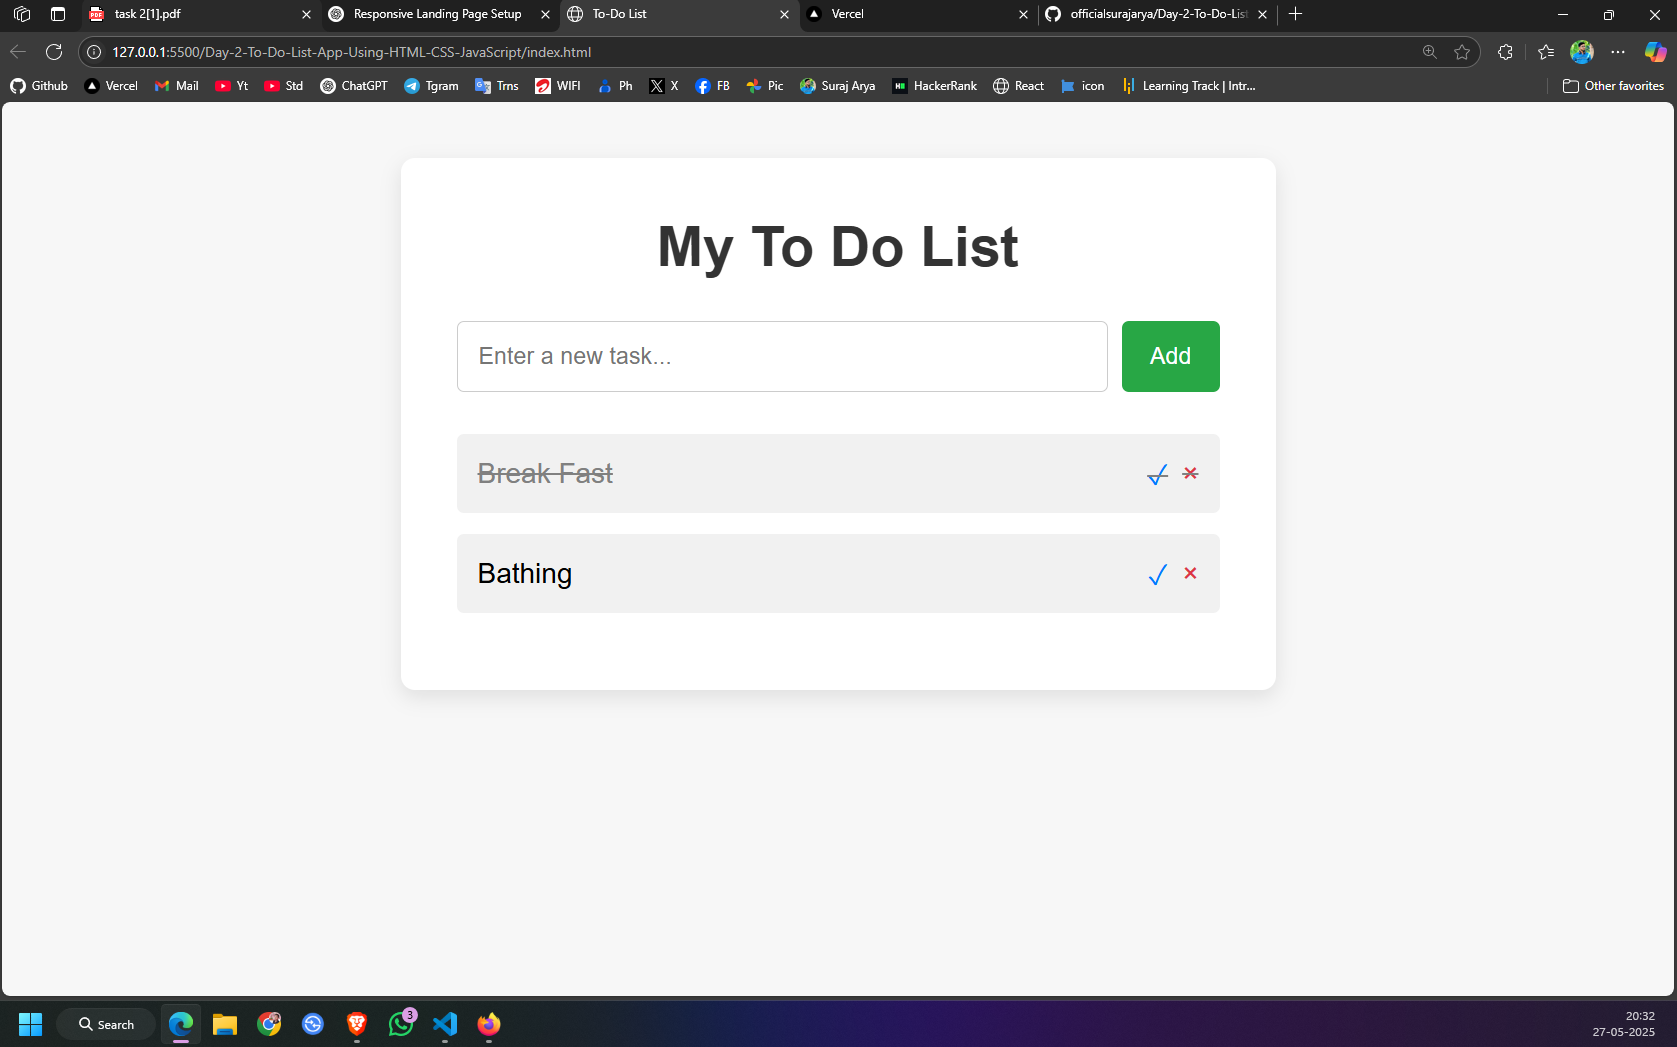 task 2[1].pdf
Responsive Landing Page Setup
To-Do List
Vercel
officialsurajarya/Day-2-To-Do-List
127.0.0.1:5500/Day-2-To-Do-List-App-Using-HTML-CSS-JavaScript/index.html
Github
Vercel
Mail
Yt
Std
ChatGPT
Tgram
Trns
WIFI
Ph
X
FB
Pic
Suraj Arya
HackerRank
React
icon
Learning Track | Intr...
Other favorites
My To Do List
Enter a new task...
Add
Break Fast
✓ ×
Bathing
✓ ×
Search
3
20:32
27-05-2025